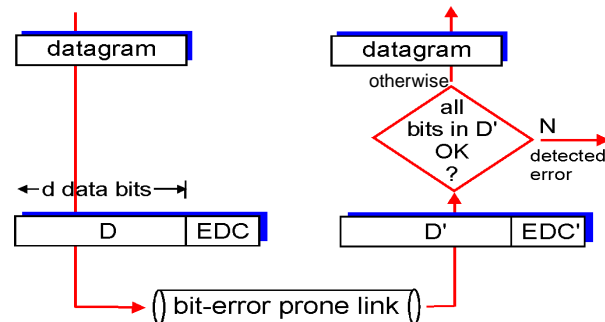 datagram
d data bits
D EDC
bit-error prone link
datagram
otherwise
all
bits in D'
OK
?
N
detected
error
D' EDC'